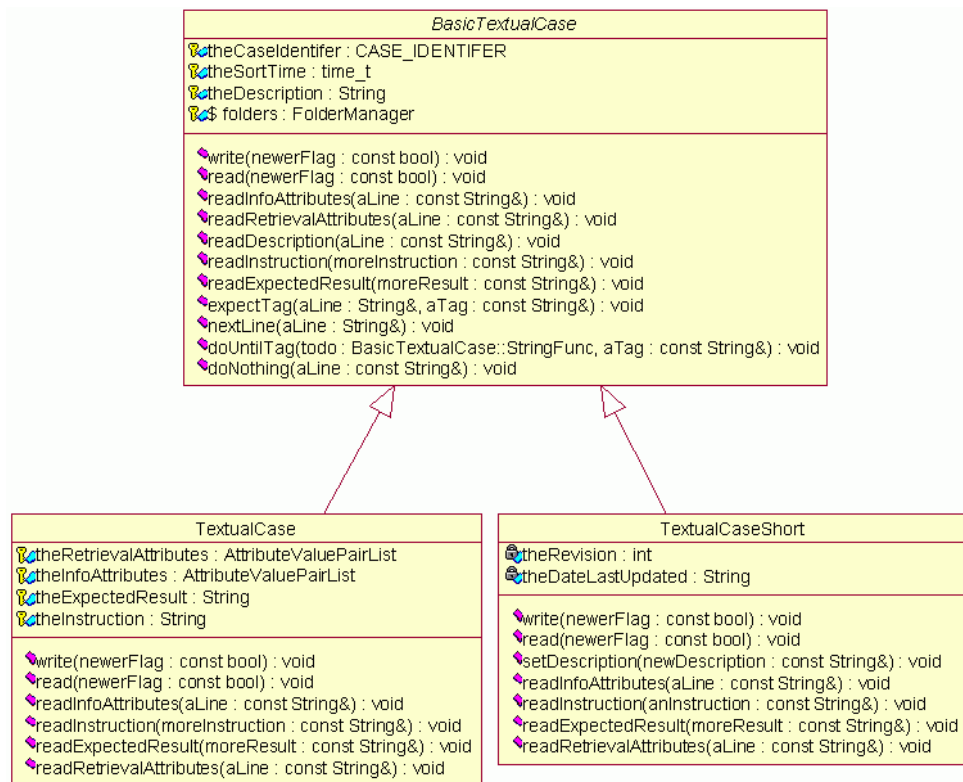 BasicTextualCase
theCaseIdentifer : CASE_IDENTIFER
theSortTime : time_t
theDescription : String
$ folders : FolderManager
write(newerFlag : const bool) : void
read(newerFlag : const bool) : void
readInfoAttributes(aLine : const String&) : void
readRetrievalAttributes(aLine : const String&) : void
readDescription(aLine : const String&) : void
readInstruction(moreInstruction : const String&) : void
readExpectedResult(moreResult : const String&) : void
expectTag(aLine : String&, aTag : const String&) : void
nextLine(aLine : String&) : void
doUntilTag(todo : BasicTextualCase::StringFunc, aTag : const String&) : void
doNothing(aLine : const String&) : void
TextualCase
theRetrievalAttributes : AttributeValuePairList
theInfoAttributes : AttributeValuePairList
theExpectedResult : String
theInstruction : String
write(newerFlag : const bool) : void
read(newerFlag : const bool) : void
readInfoAttributes(aLine : const String&) : void
readInstruction(moreInstruction : const String&) : void
readExpectedResult(moreResult : const String&) : void
readRetrievalAttributes(aLine : const String&) : void
TextualCaseShort
theRevision : int
theDateLastUpdated : String
write(newerFlag : const bool) : void
read(newerFlag : const bool) : void
setDescription(newDescription : const String&) : void
readInfoAttributes(aLine : const String&) : void
readInstruction(anInstruction : const String&) : void
readExpectedResult(moreResult : const String&) : void
readRetrievalAttributes(aLine : const String&) : void